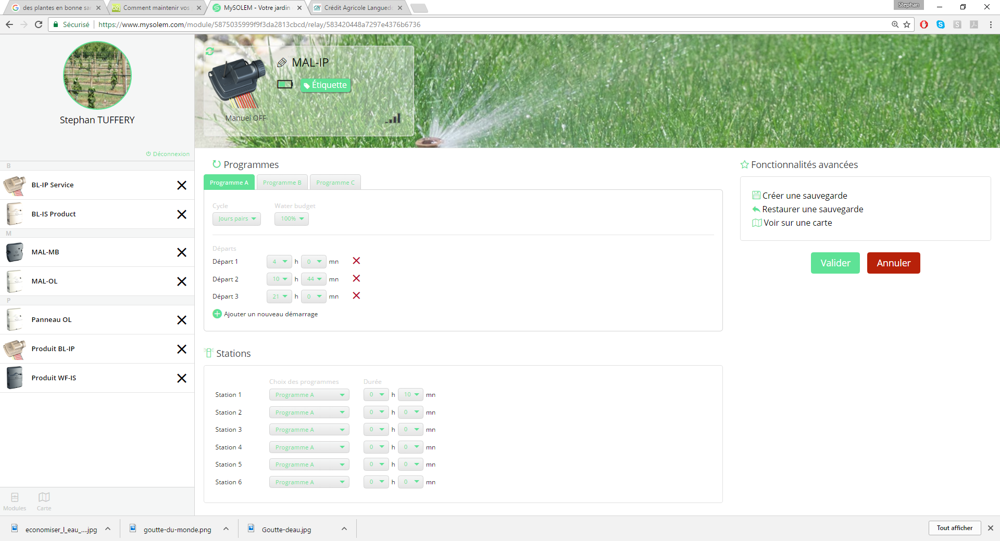 des plantes en bonne sa
Comment maintenir vos
MySOLEM - Votre jardin
Crédit Agricole Langued
Stephan
Sécurisé
https://www.mysolem.com/module/5875035999f9f3da2813cbcd/relay/583420448a7297e4376b6736
Stephan TUFFERY
Déconnexion
B
BL-IP Service
BL-IS Product
M
MAL-MB
MAL-OL
P
Panneau OL
Produit BL-IP
Produit WF-IS
Modules
Carte
MAL-IP
Étiquette
Manuel OFF
Programmes
Programme A
Programme B
Programme C
Cycle
Water budget
Jours pairs
100%
Départs
Départ 1 4 h 0 mn
Départ 2 10 h 44 mn
Départ 3 21 h 0 mn
Ajouter un nouveau démarrage
Stations
Choix des programmes
Durée
Station 1 Programme A 0 h 10 mn
Station 2 Programme A 0 h 0 mn
Station 3 Programme A 0 h 0 mn
Station 4 Programme A 0 h 0 mn
Station 5 Programme A 0 h 0 mn
Station 6 Programme A 0 h 0 mn
Fonctionnalités avancées
Créer une sauvegarde
Restaurer une sauvegarde
Voir sur une carte
Valider
Annuler
economiser_l_eau_....jpg
goutte-du-monde.png
Goutte-deau.jpg
Tout afficher